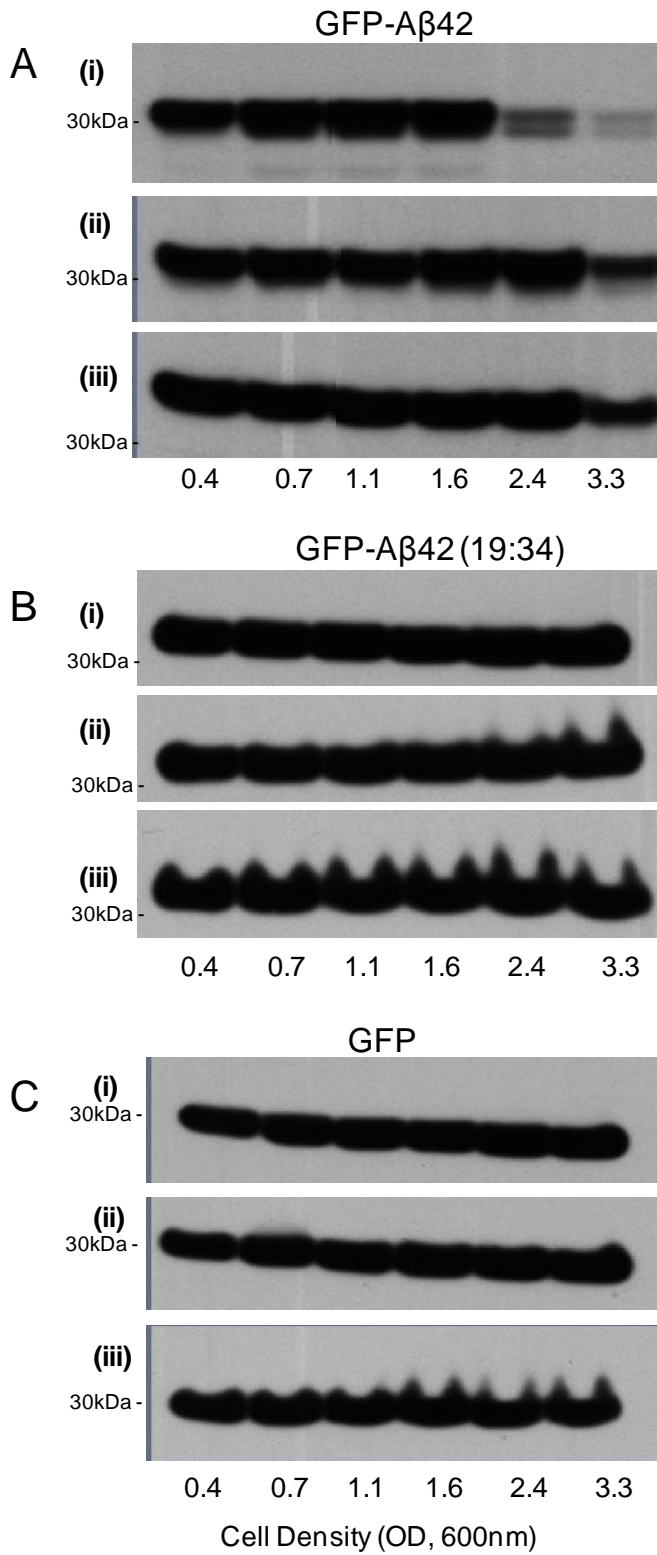 GFP-Aβ42
A
(i)
30kDa -
(ii)
30kDa -
(iii)
30kDa -
0.4 0.7 1.1 1.6 2.4 3.3
GFP-Aβ42 (19:34)
B
(i)
30kDa -
(ii)
30kDa -
(iii)
30kDa -
0.4 0.7 1.1 1.6 2.4 3.3
GFP
C
(i)
30kDa -
(ii)
30kDa -
(iii)
30kDa -
0.4 0.7 1.1 1.6 2.4 3.3
Cell Density (OD, 600nm)